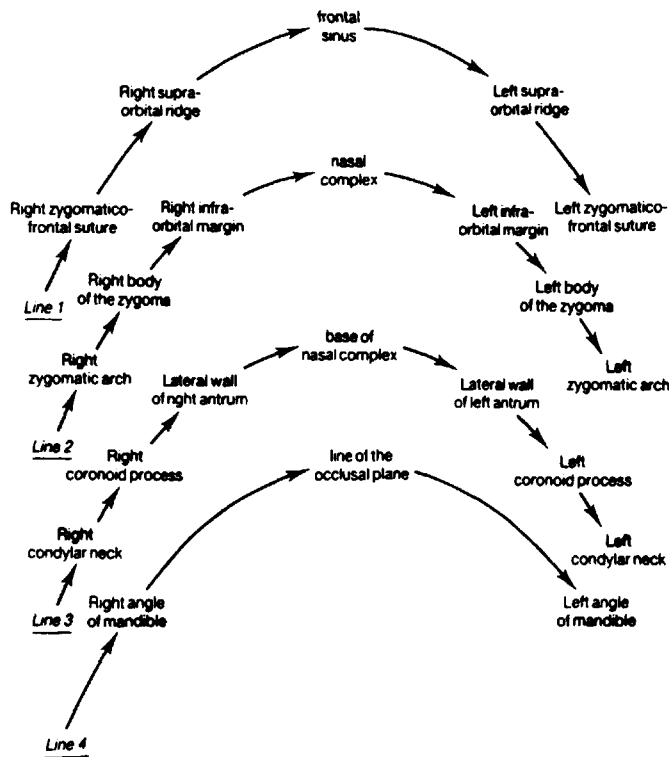 frontal
sinus
Right supra-
orbital ridge
Left supra-
orbital ridge
nasal
complex
Right zygomatico-
frontal suture
Right infra-
orbital margin
Left infra-
orbital margin
Left zygomatico-
frontal suture
Line 1
Right body
of the zygoma
Left body
of the zygoma
base of
nasal complex
Right
zygomatic arch
Lateral wall
of right antrum
Lateral wall
of left antrum
Left
zygomatic arch
Line 2
Right
coronoid process
line of the
occlusal plane
Left
coronoid process
Right
condylar neck
Left
condylar neck
Line 3
Right angle
of mandible
Left angle
of mandible
Line 4